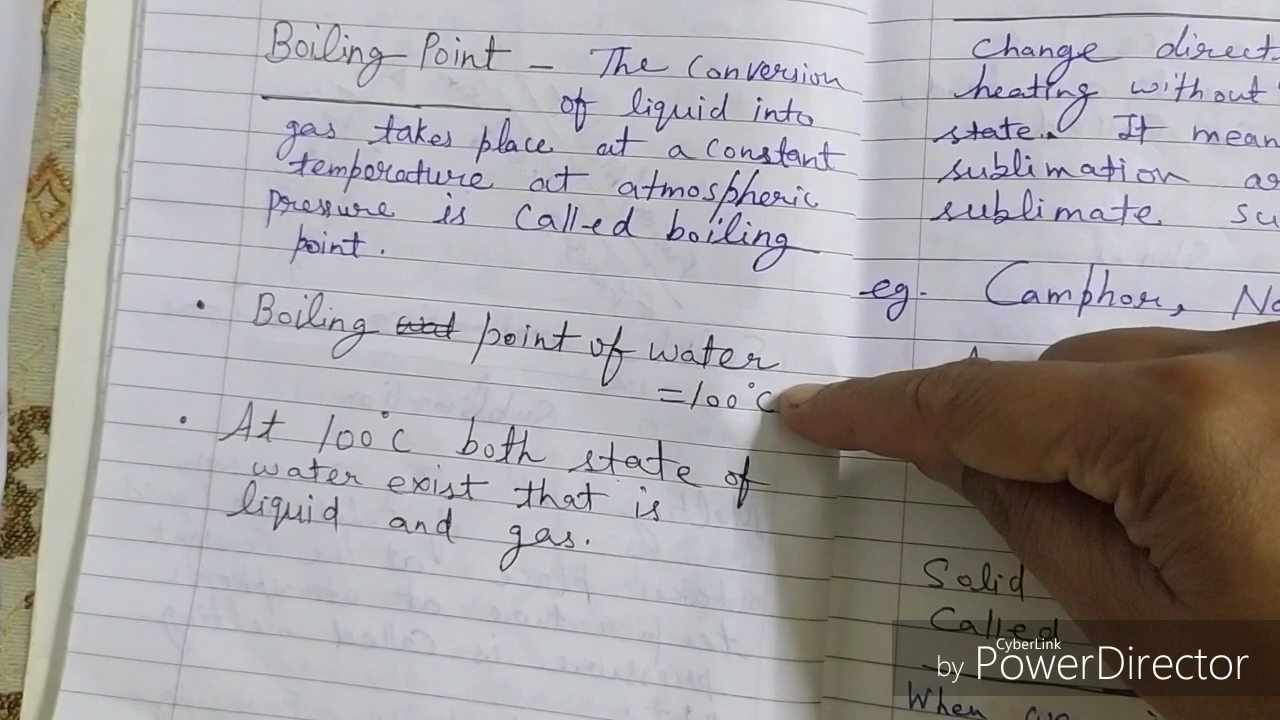 Boiling Point - The Conversion
of liquid into
gas takes place at a constant
temperature at atmospheric
pressure is called boiling
point.
• Boiling point of water
=100°C
• At 100°C both state of
water exist that is
liquid and gas.
change direct
heating without
state. It mean
sublimation as
sublimate su
eg. Camphor,
Solid
Called
When
CyberLink
by PowerDirector